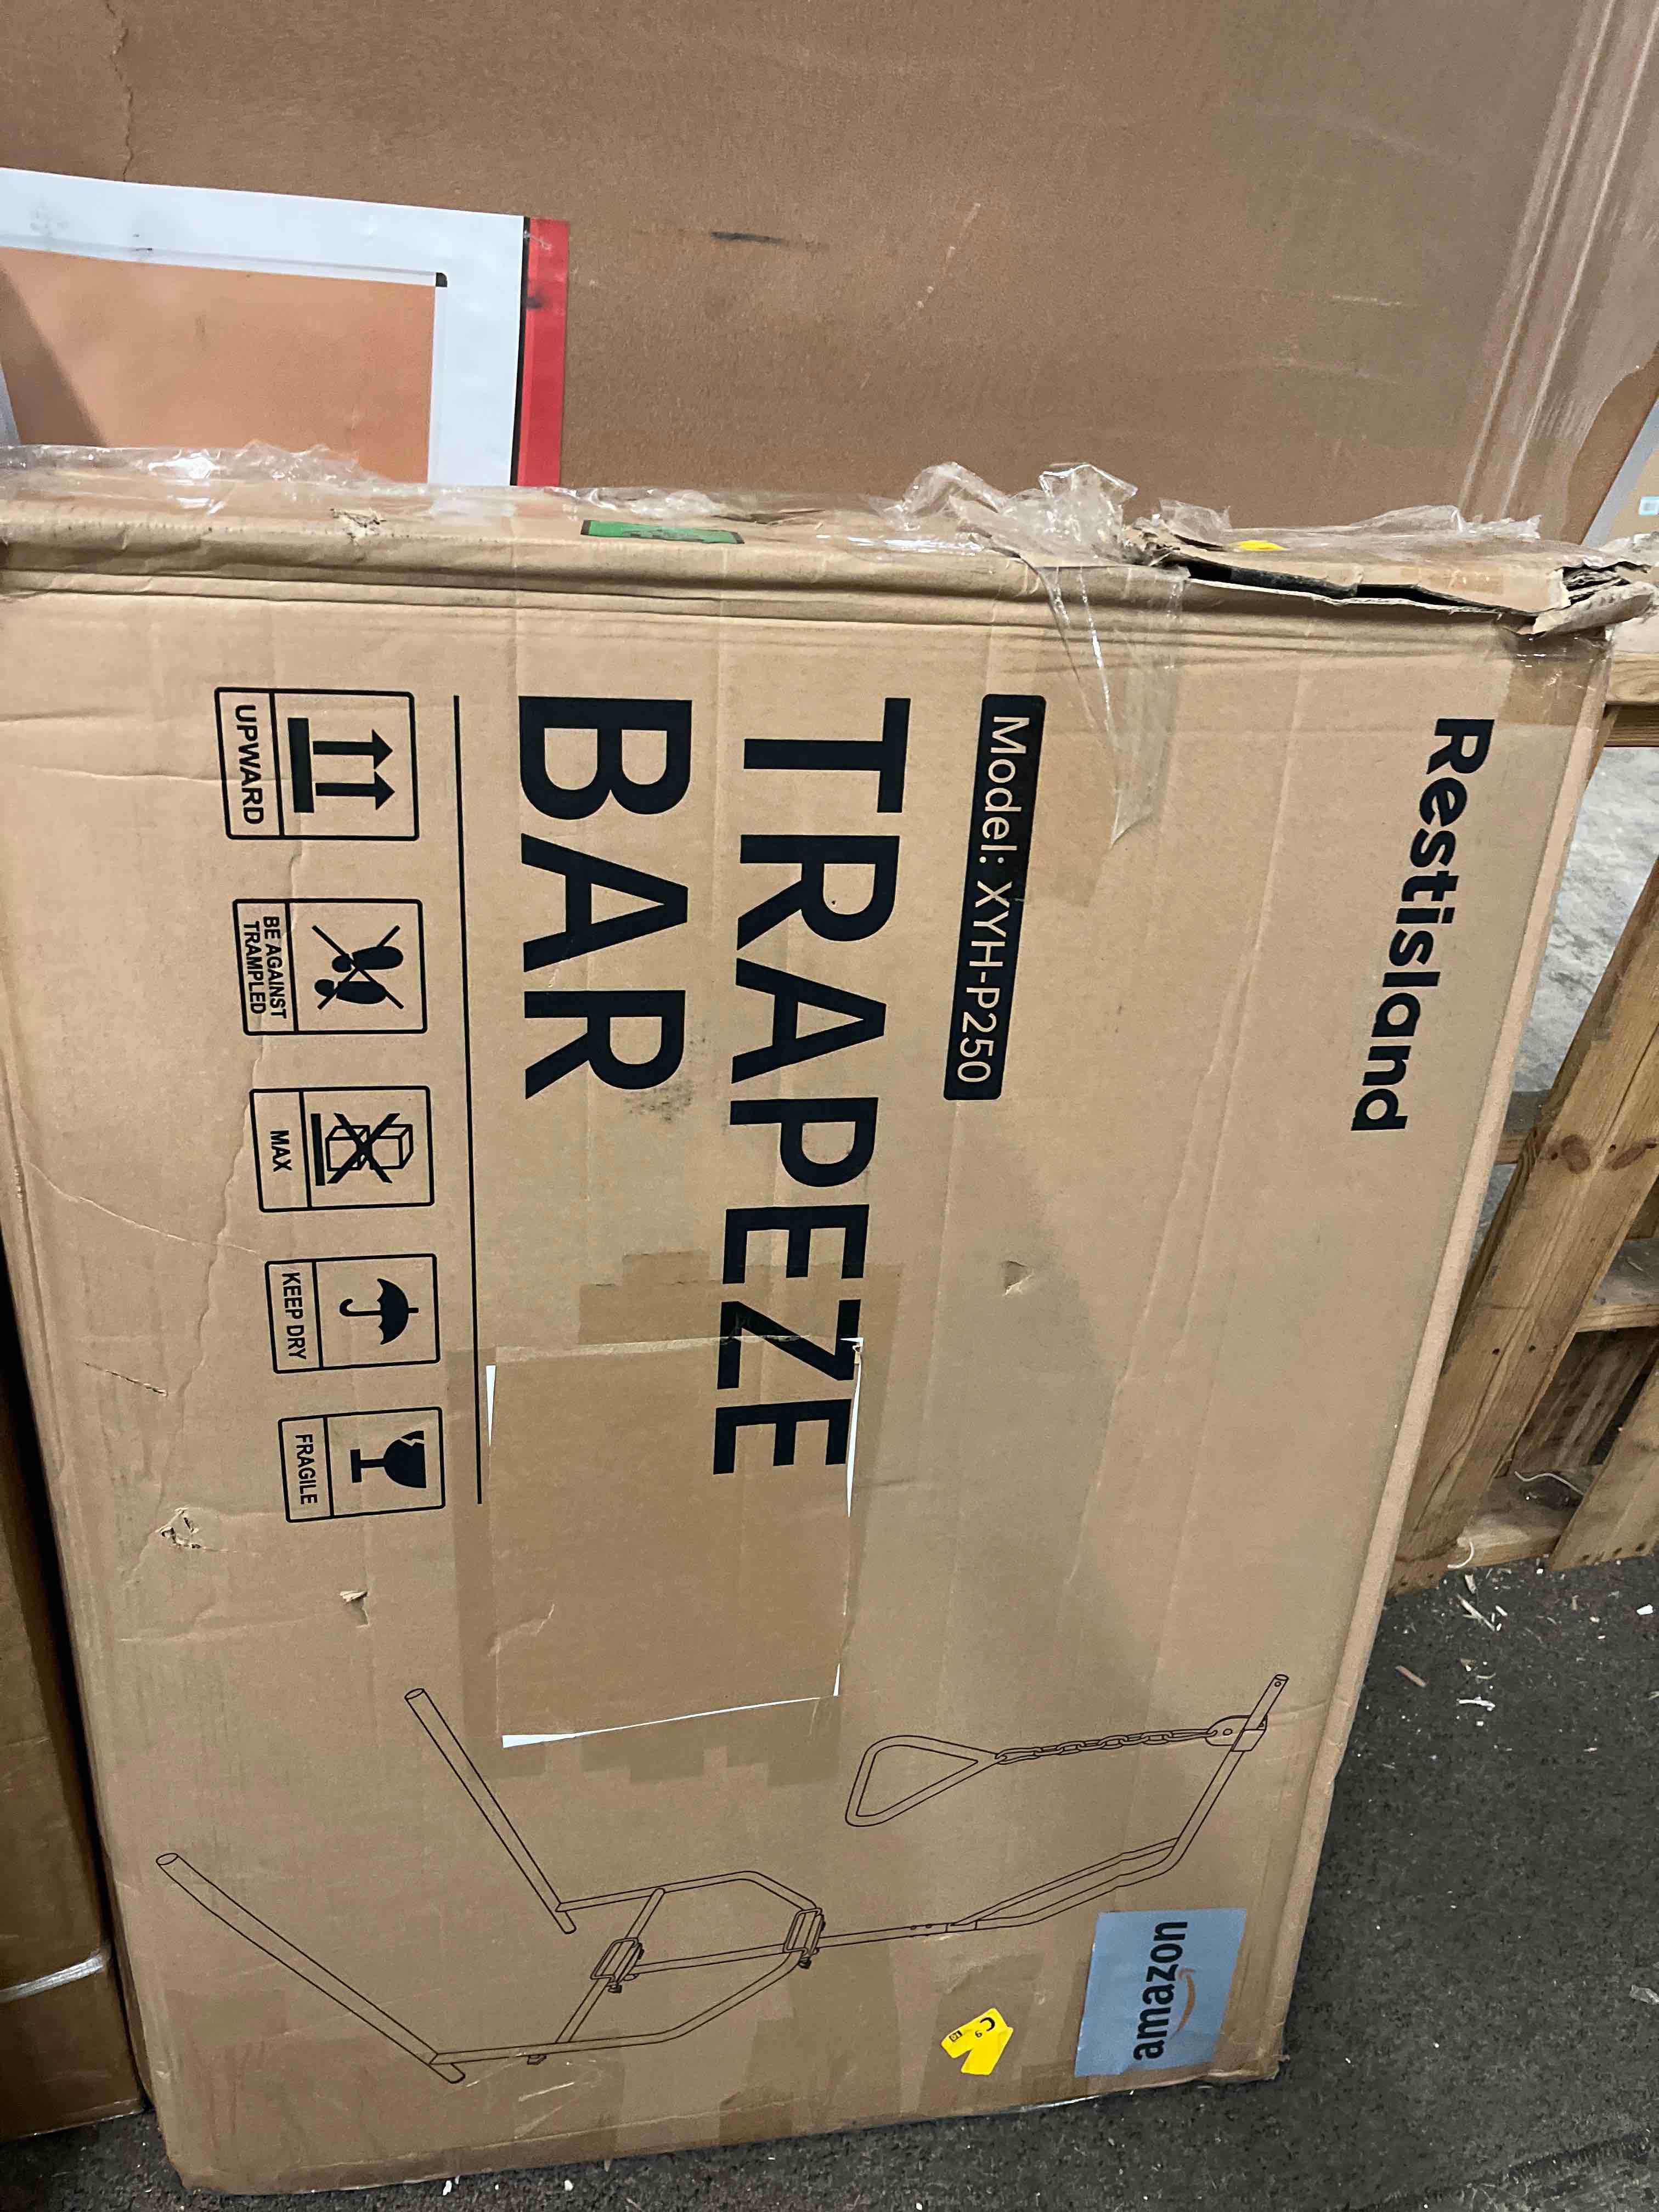 Restisland
Model: XYH-P250
TRAPEZE
BAR
UPWARD
BE AGAINST
TRAMPLED
MAX
KEEP DRY
FRAGILE
amazon